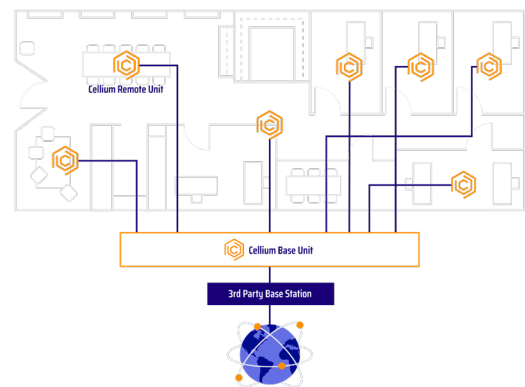 Cellium Remote Unit
Cellium Base Unit
3rd Party Base Station